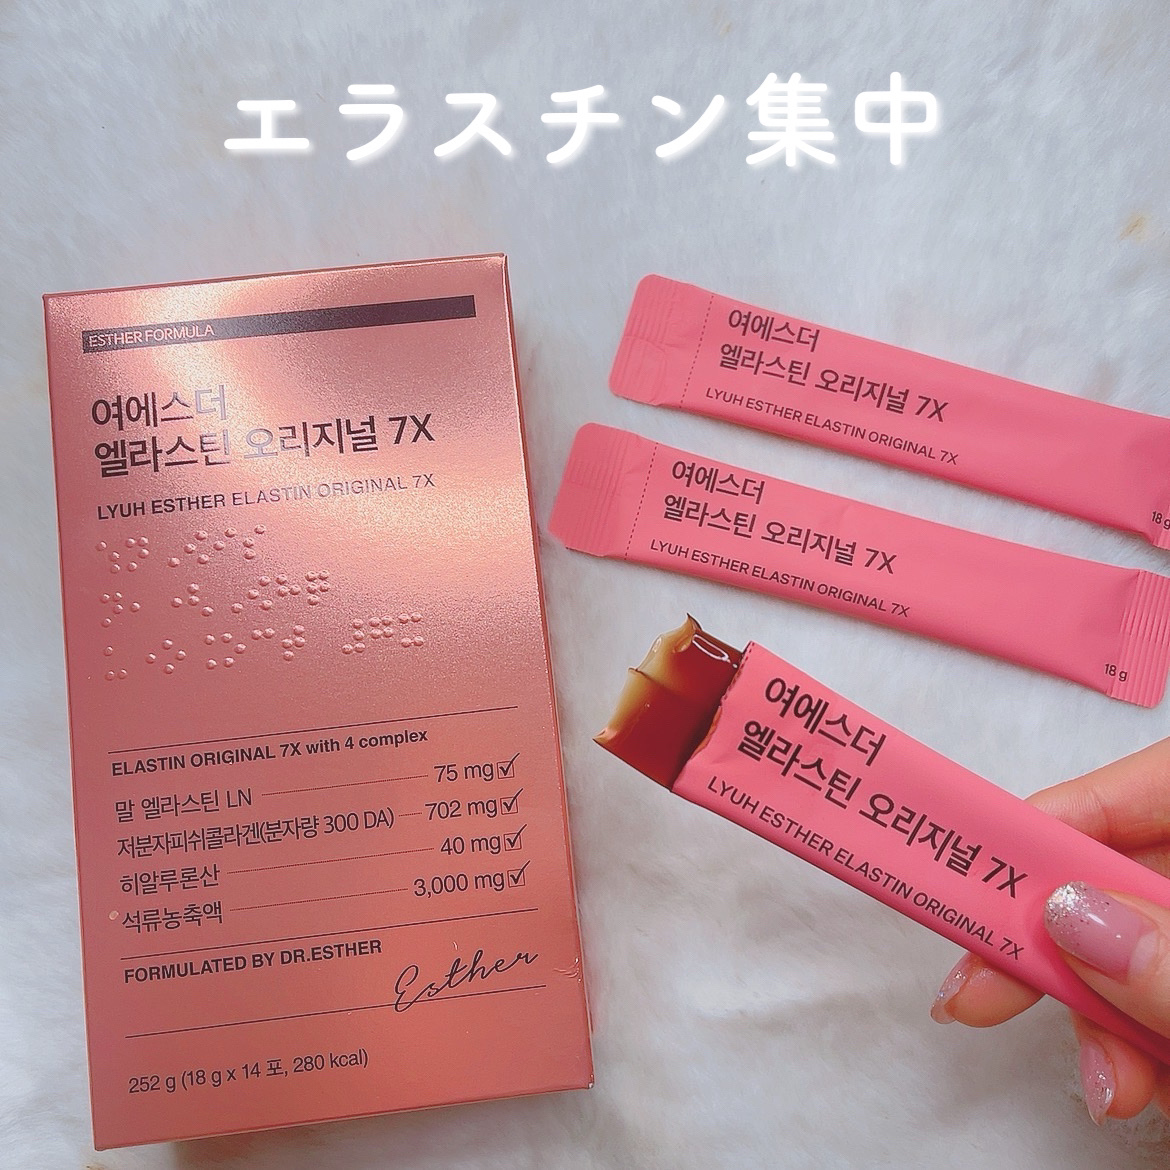 エラスチン集中
ESTHER FORMULA
여에스더
엘라스틴 오리지널 7X
LYUH ESTHER ELASTIN ORIGINAL 7X
ELASTIN ORIGINAL 7X with 4 complex
말 엘라스틴 LN 75 mg
저분자피쉬콜라겐(분자량 300 DA) 702 mg
히알루론산 40 mg
석류농축액 3,000 mg
FORMULATED BY DR.ESTHER
Esther
252 g (18 g x 14 포, 280 kcal)
여에스더
엘라스틴 오리지널 7X
LYUH ESTHER ELASTIN ORIGINAL 7X
18 g
여에스더
엘라스틴 오리지널 7X
LYUH ESTHER ELASTIN ORIGINAL 7X
18 g
여에스더
엘라스틴 오리지널 7X
LYUH ESTHER ELASTIN ORIGINAL 7X